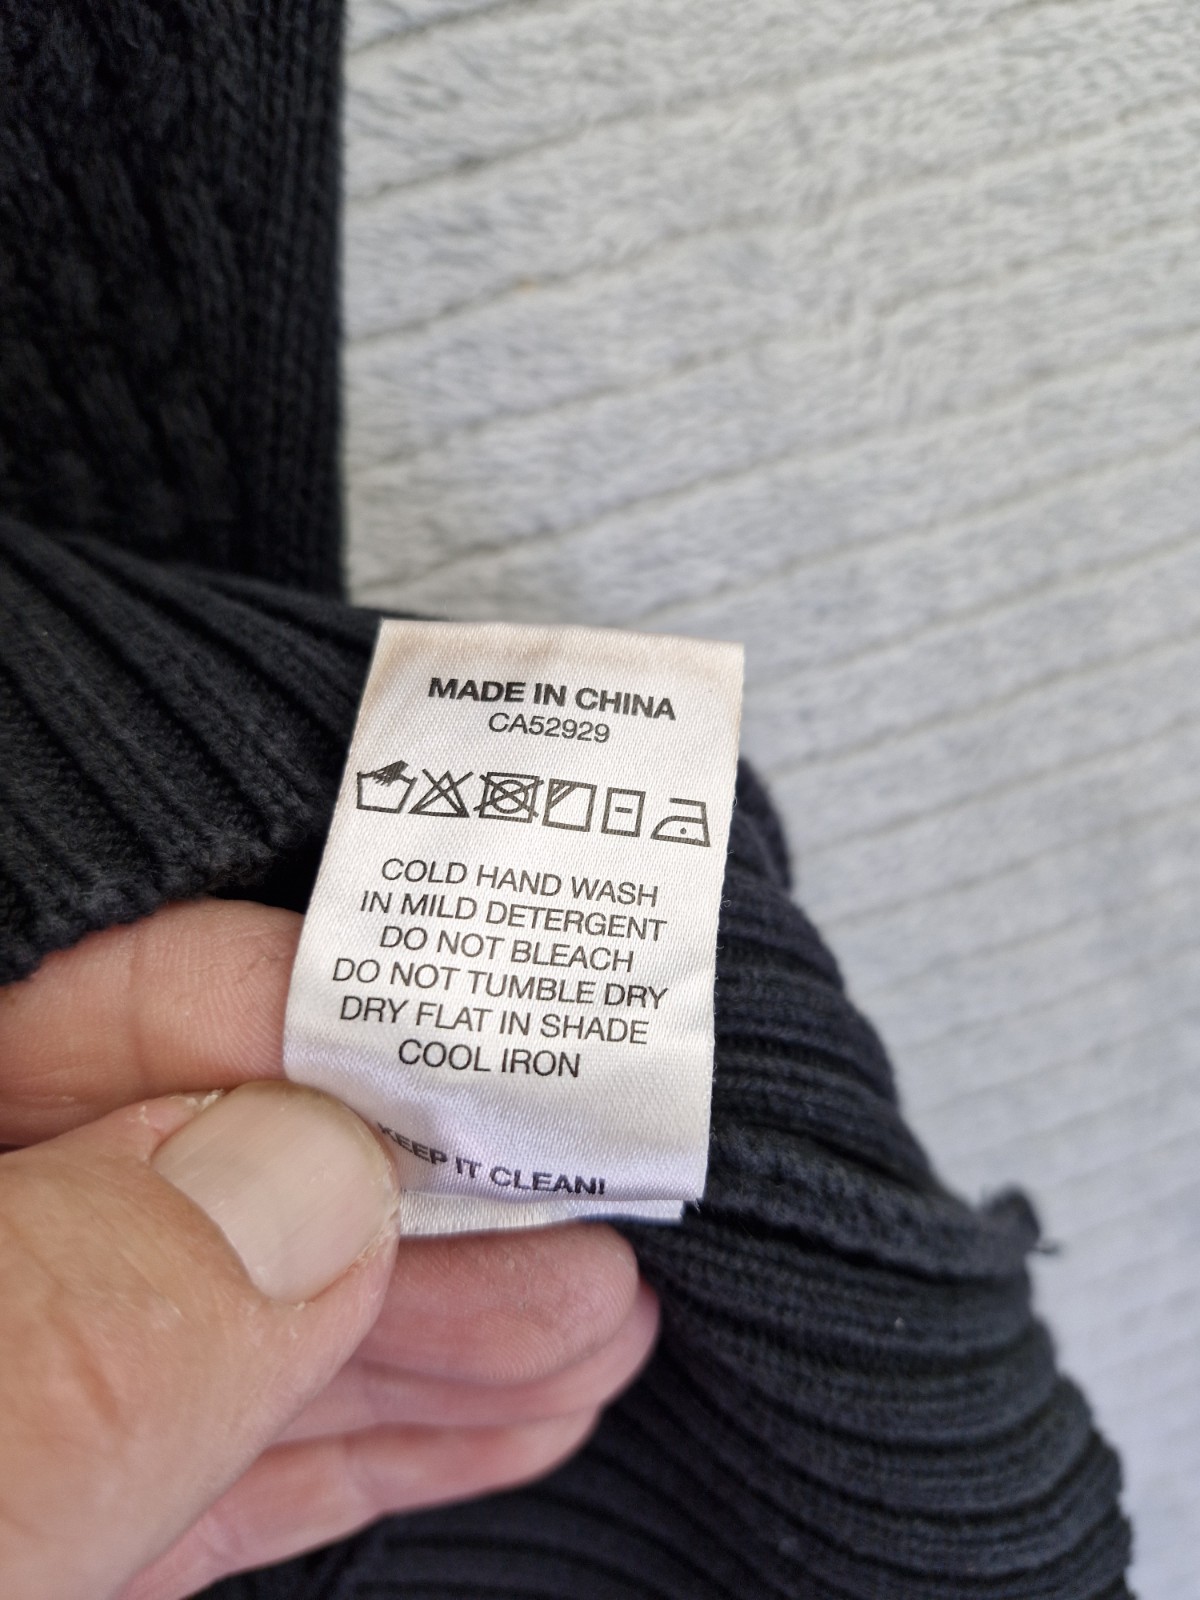 MADE IN CHINA
CA52929
COLD HAND WASH
IN MILD DETERGENT
DO NOT BLEACH
DO NOT TUMBLE DRY
DRY FLAT IN SHADE
COOL IRON
KEEP IT CLEAN!